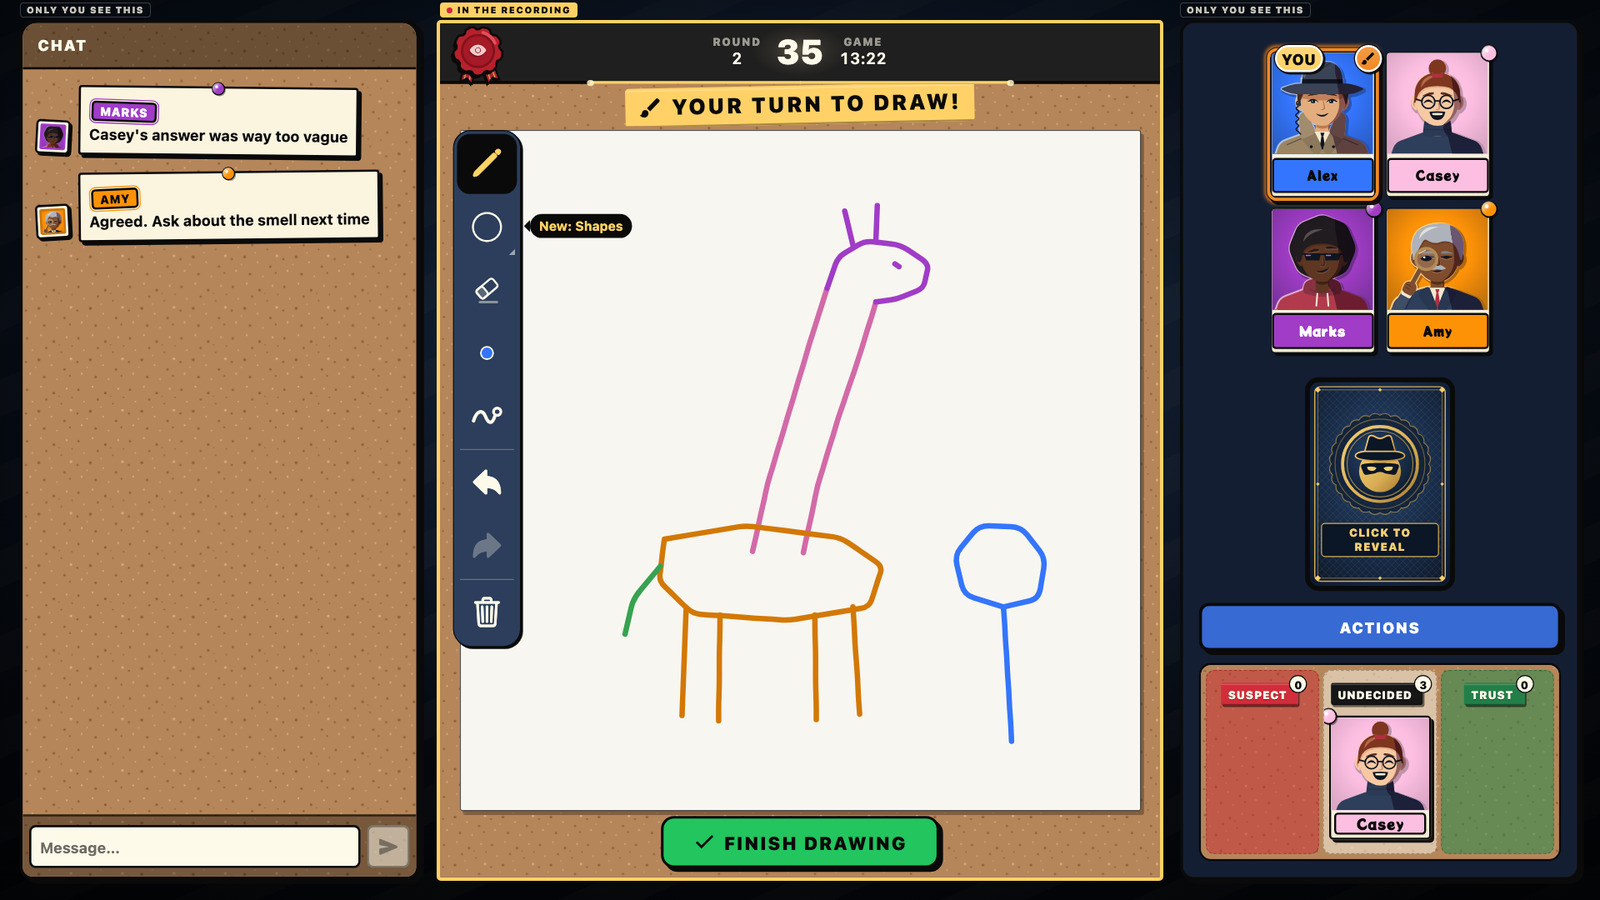 ONLY YOU SEE THIS
CHAT
MARKS
Casey's answer was way too vague
AMY
Agreed. Ask about the smell next time
Message...
IN THE RECORDING
ROUND
2
35
GAME
13:22
YOUR TURN TO DRAW!
New: Shapes
FINISH DRAWING
ONLY YOU SEE THIS
YOU
Alex
Casey
Marks
Amy
CLICK TO
REVEAL
ACTIONS
SUSPECT
0
UNDECIDED
3
TRUST
0
Casey